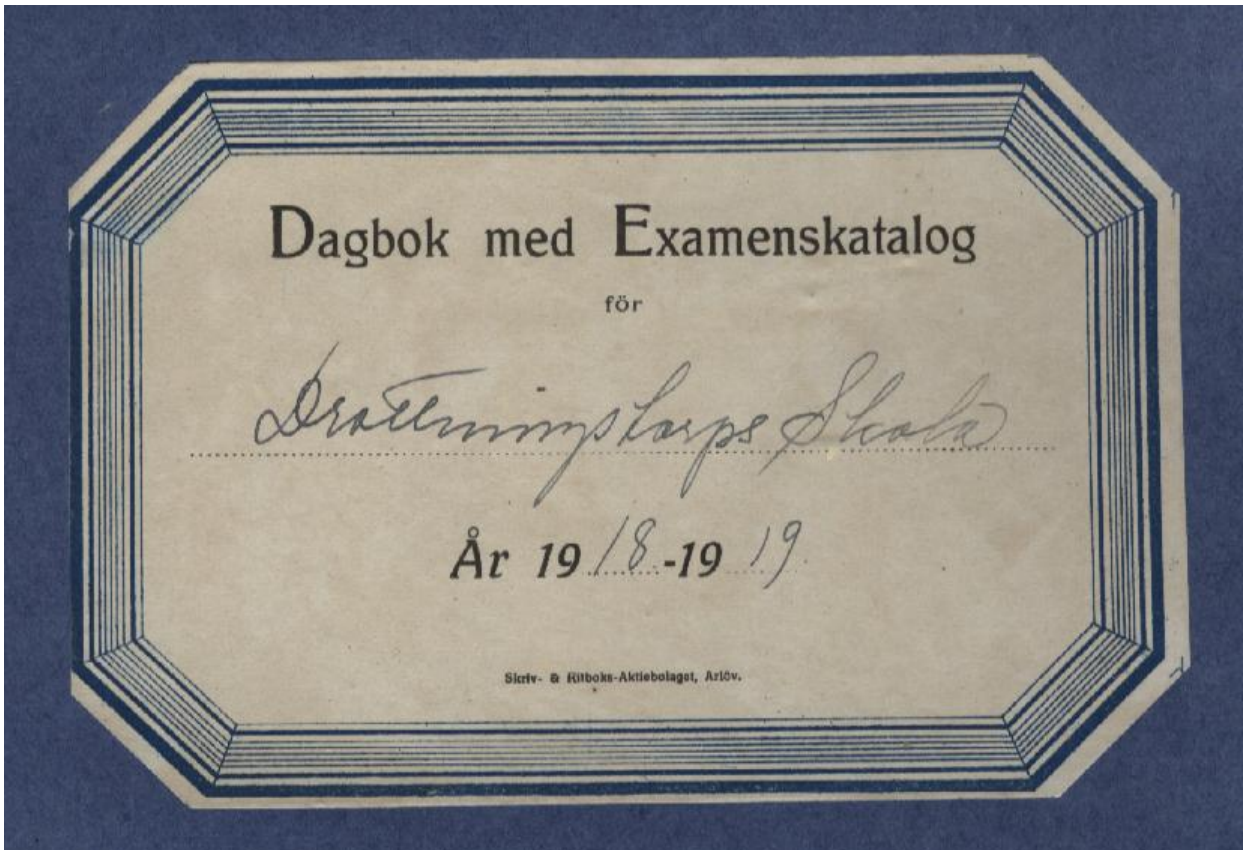 Dagbok med Examenskatalog
för
Drottningstorps Skola
År 1918-1919
Skriv- & Ritboks-Aktiebolaget, Arlöv.